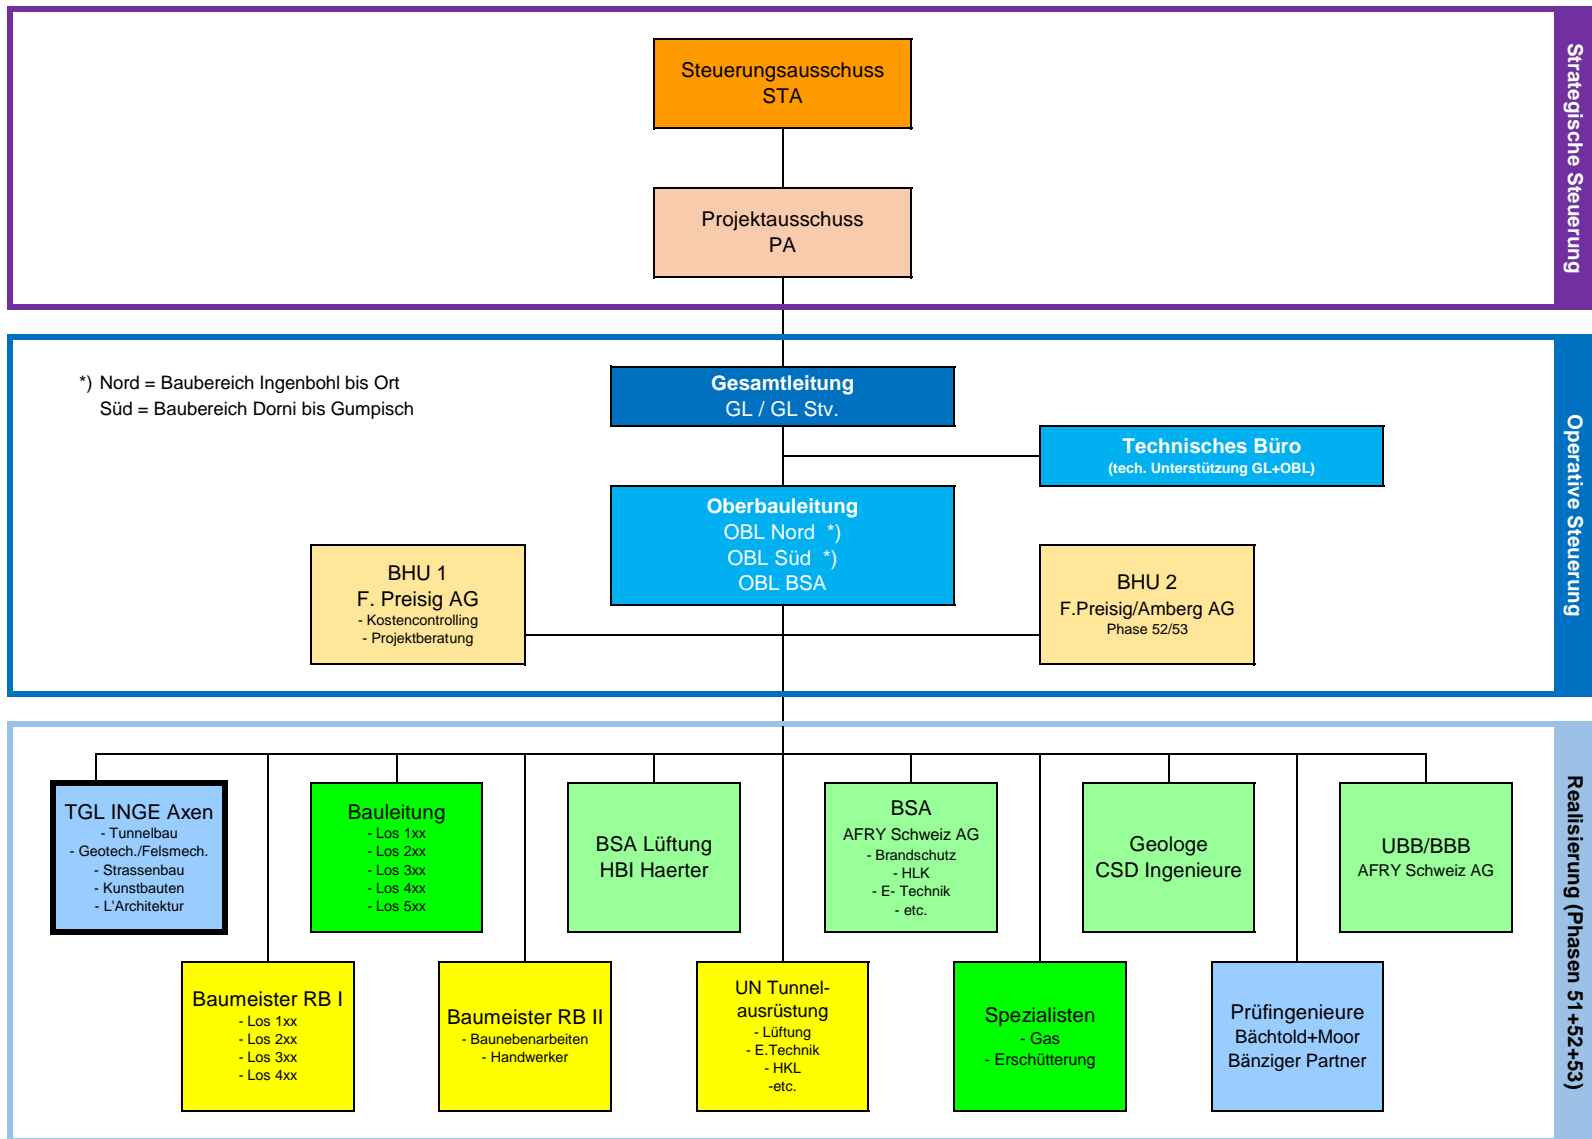 Strategische Steuerung
Steuerungsausschuss
STA
Projektausschuss
PA
Operative Steuerung
*) Nord = Baubereich Ingenbohl bis Ort
Süd = Baubereich Dorni bis Gumpisch
Gesamtleitung
GL / GL Stv.
Technisches Büro
(tech. Unterstützung GL+OBL)
Oberbauleitung
OBL Nord *)
OBL Süd *)
OBL BSA
BHU 1
F. Preisig AG
- Kostencontrolling
- Projektberatung
BHU 2
F.Preisig/Amberg AG
Phase 52/53
Realisierung (Phasen 51+52+53)
TGL INGE Axen
- Tunnelbau
- Geotech./Felsmech.
- Strassenbau
- Kunstbauten
- L'Architektur
Bauleitung
- Los 1xx
- Los 2xx
- Los 3xx
- Los 4xx
- Los 5xx
BSA Lüftung
HBI Haerter
BSA
AFRY Schweiz AG
- Brandschutz
- HLK
- E- Technik
- etc.
Geologe
CSD Ingenieure
UBB/BBB
AFRY Schweiz AG
Baumeister RB I
- Los 1xx
- Los 2xx
- Los 3xx
- Los 4xx
Baumeister RB II
- Baunebenarbeiten
- Handwerker
UN Tunnel-
ausrüstung
- Lüftung
- E.Technik
- HKL
-etc.
Spezialisten
- Gas
- Erschütterung
Prüfingenieure
Bächtold+Moor
Bänziger Partner